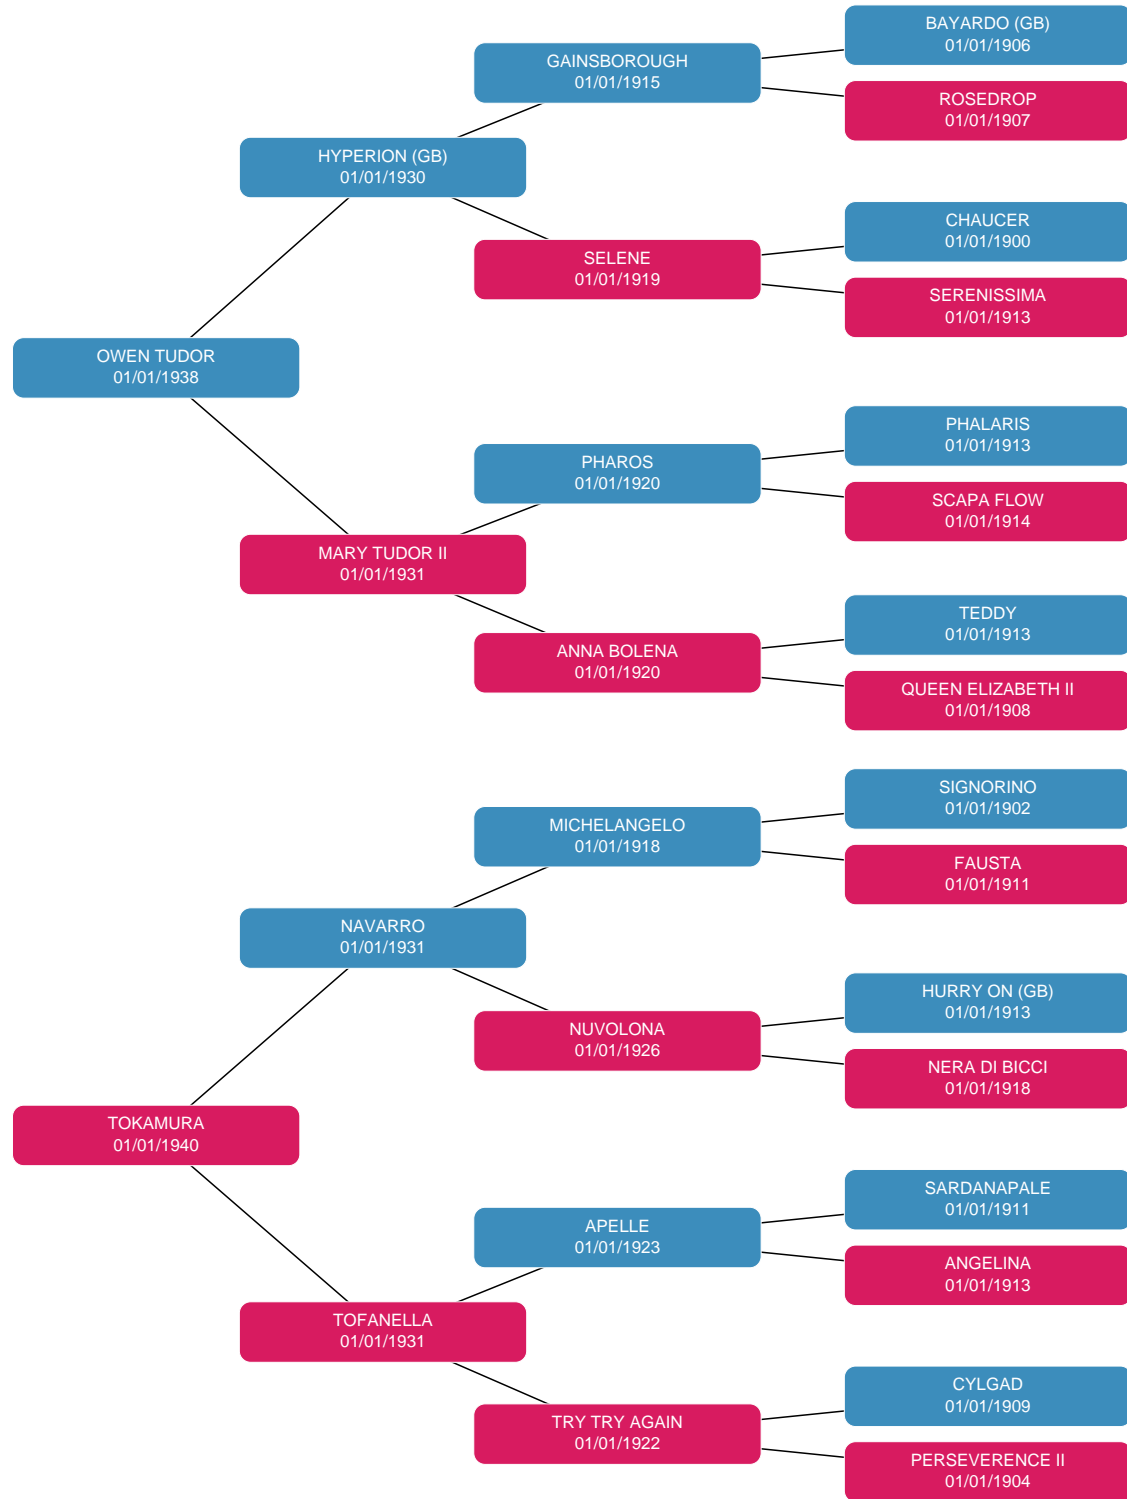 BAYARDO (GB)
01/01/1906
GAINSBOROUGH
01/01/1915
ROSEDROP
01/01/1907
HYPERION (GB)
01/01/1930
CHAUCER
01/01/1900
SELENE
01/01/1919
SERENISSIMA
01/01/1913
OWEN TUDOR
01/01/1938
PHALARIS
01/01/1913
PHAROS
01/01/1920
SCAPA FLOW
01/01/1914
MARY TUDOR II
01/01/1931
TEDDY
01/01/1913
ANNA BOLENA
01/01/1920
QUEEN ELIZABETH II
01/01/1908
SIGNORINO
01/01/1902
MICHELANGELO
01/01/1918
FAUSTA
01/01/1911
NAVARRO
01/01/1931
HURRY ON (GB)
01/01/1913
NUVOLONA
01/01/1926
NERA DI BICCI
01/01/1918
TOKAMURA
01/01/1940
SARDANAPALE
01/01/1911
APELLE
01/01/1923
ANGELINA
01/01/1913
TOFANELLA
01/01/1931
CYLGAD
01/01/1909
TRY TRY AGAIN
01/01/1922
PERSEVERENCE II
01/01/1904